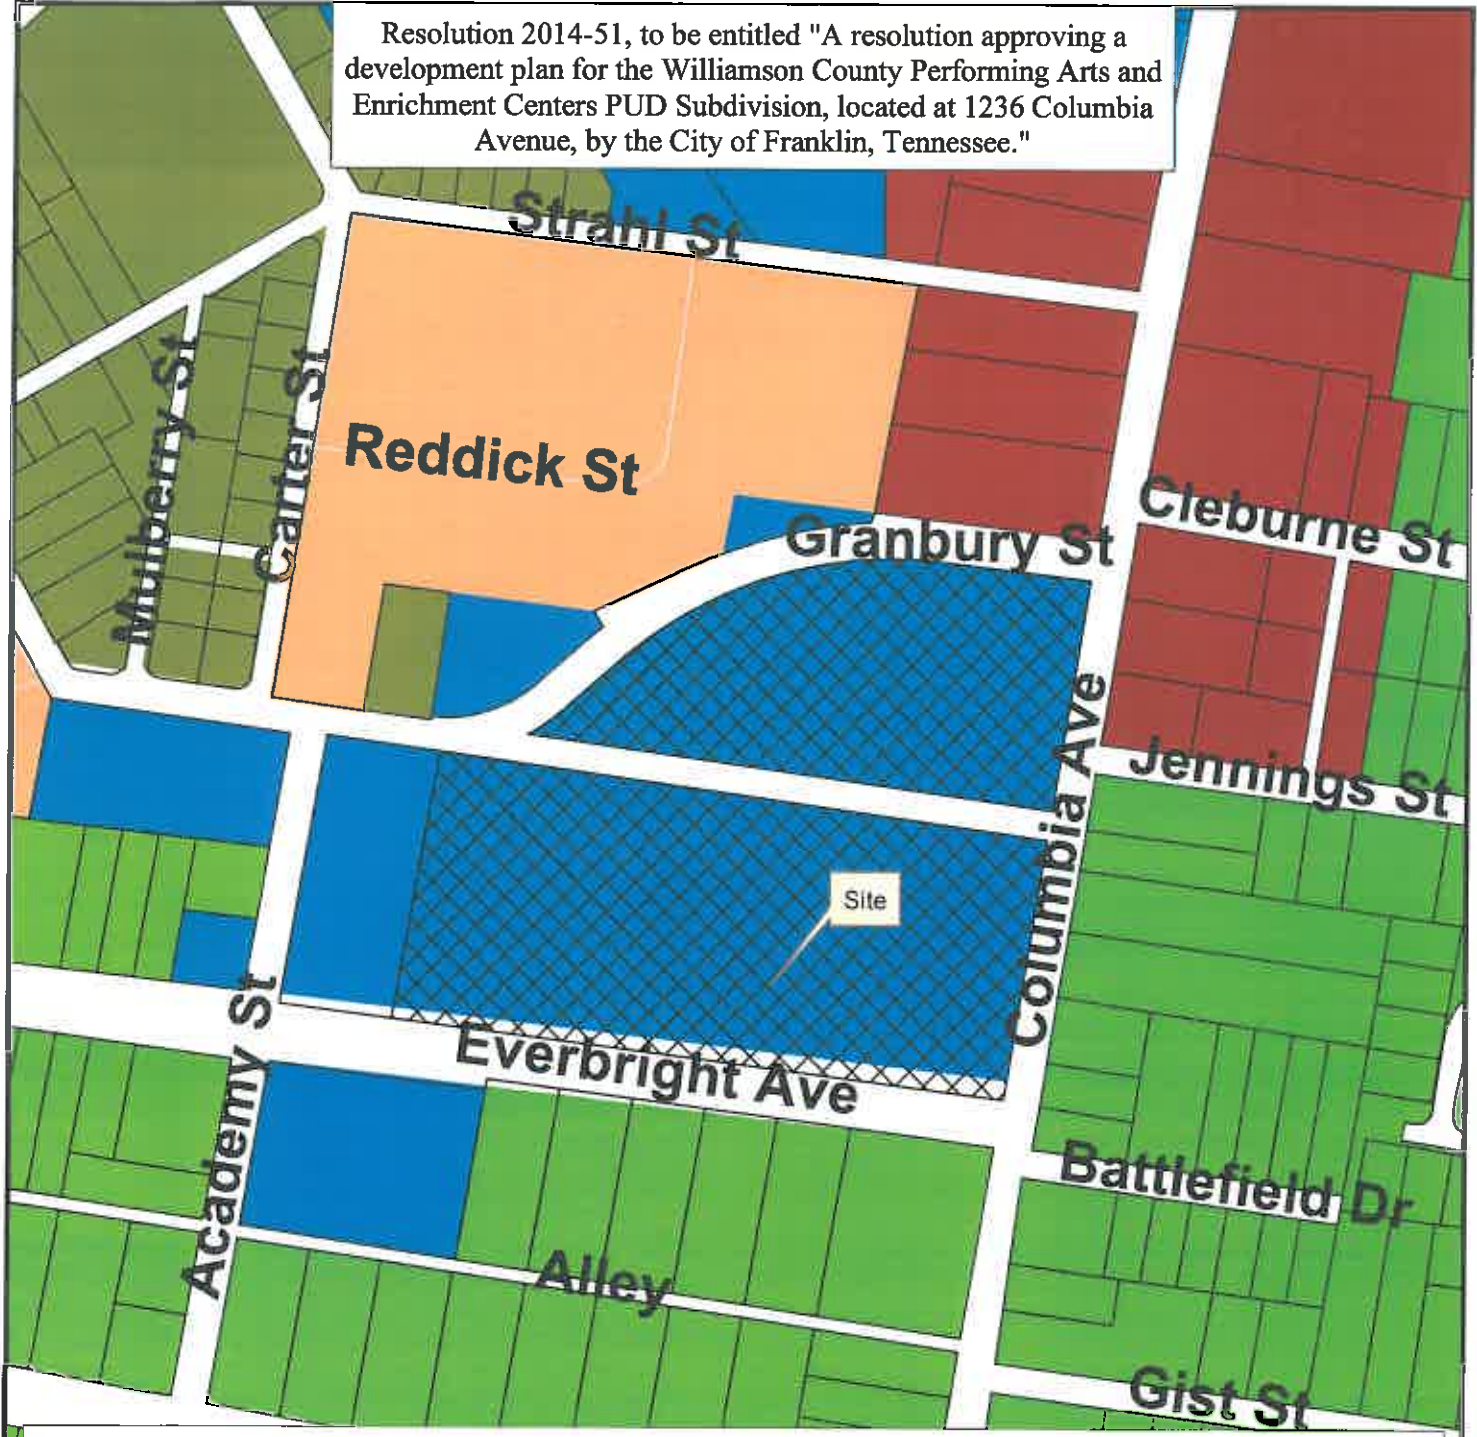 Resolution 2014-51, to be entitled "A resolution approving a
development plan for the Williamson County Performing Arts and
Enrichment Centers PUD Subdivision, located at 1236 Columbia
Avenue, by the City of Franklin, Tennessee."
Strahl St
Mulberry St
Carter St
Reddick St
Granbury St
Cleburne St
Jennings St
Columbia Ave
Site
Academy St
Everbright Ave
Battlefield Dr
Alley
Gist St